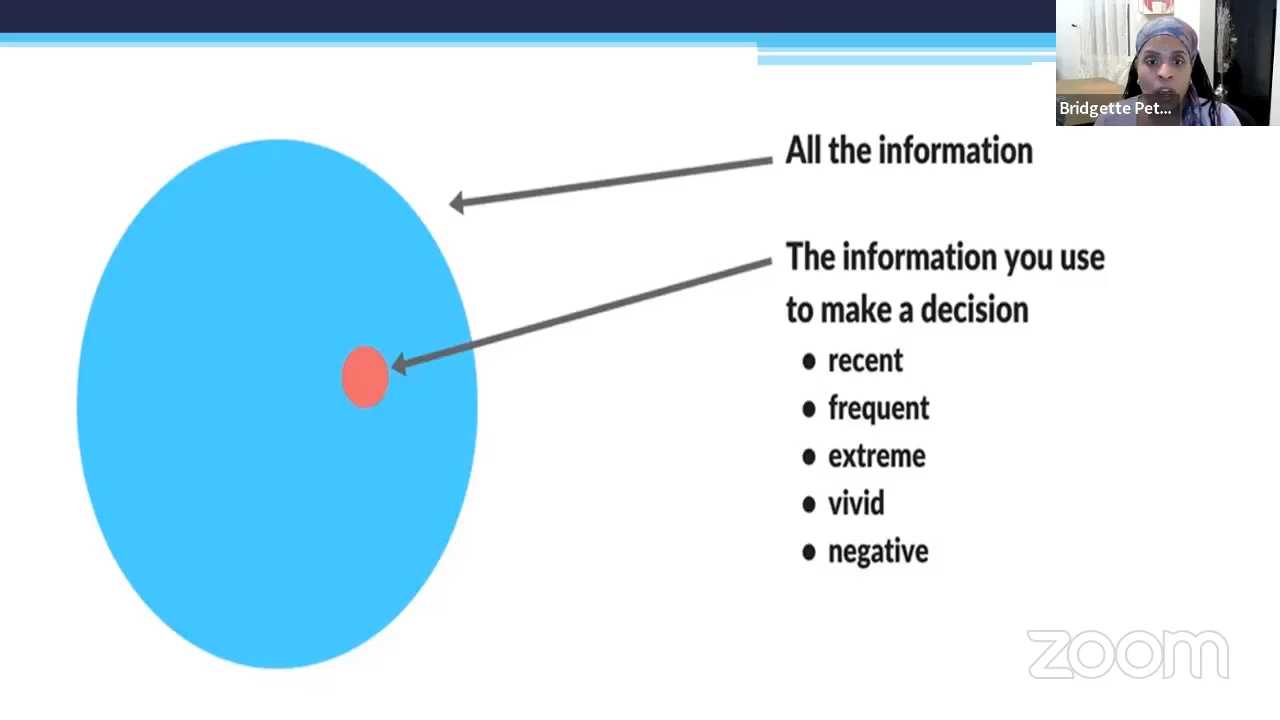 Bridgette Pet...
All the information
The information you use
to make a decision
• recent
• frequent
• extreme
• vivid
• negative
zoom